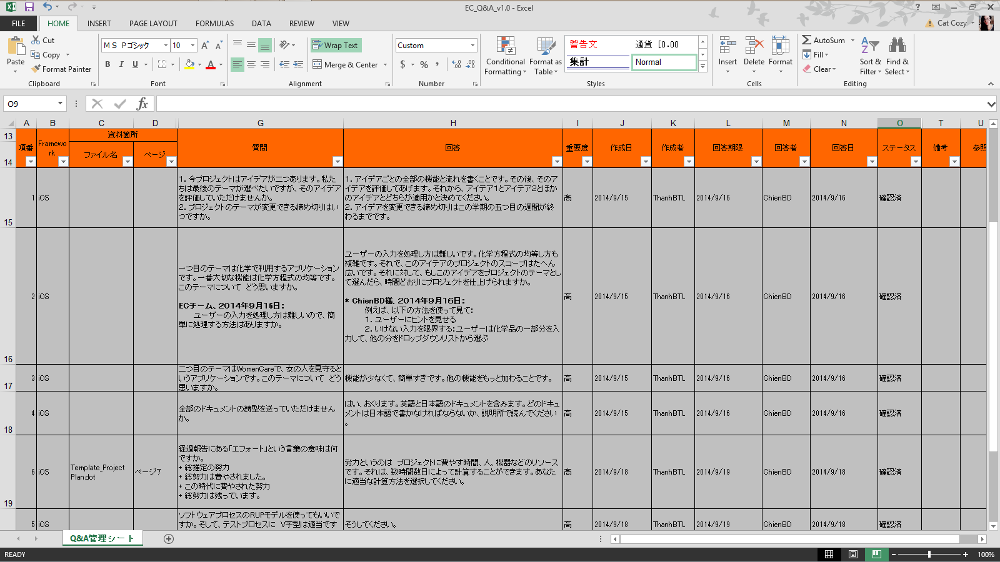 EC_Q&A_v1.0 - Excel
?
FILE HOME INSERT PAGE LAYOUT FORMULAS DATA REVIEW VIEW Cat Cozy
Paste Cut
Copy
Format Painter
Clipboard
ＭＳ Ｐゴシック 10
B I U
A
Font
Wrap Text
Merge & Center
Alignment
Custom
$ % ,
Number
Conditional Formatting
Format as Table
警告文 通貨 [0.00
集計 Normal
Styles
Insert Delete Format
Cells
AutoSum
Fill
Clear
Sort & Filter
Find & Select
Editing
O9 fx
A B C D G H I J K L M N O T U
13 資料箇所
14 項番 Framework ファイル名 ページ 質問 回答 重要度 作成日 作成者 回答期限 回答者 回答日 ステータス 備考 参照
15 1 iOS
1. 今プロジェクトはアイデアが二つあります。私た
ちは最後のテーマが選べたいですが、そのアイデア
を評価していただけませんか。
2. プロジェクトのテーマが変更できる締め切りはい
つですか。
1. アイデアごとの全部の機能と流れを書くことです。その後、そのア
イデアを評価してあげます。それから、アイデア1とアイデア2とほか
のアイデアとどちらが適用かと決めてください。
2. アイデアを変更できる締め切りはこの学期の五つ目の週間が終
わるまでです。
高 2014/9/15 ThanhBTL 2014/9/16 ChienBD 2014/9/16 確認済
16 2 iOS
一つ目のテーマは化学で利用するアプリケーション
です。一番大切な機能は化学方程式の均等です。
このテーマについて　どう思いますか。
ECチーム、2014年9月16日：
ユーザーの入力を処理し方は難しいので、簡
単に処理する方法はありますか。
ユーザーの入力を処理し方は難しいです。化学方程式の均等し方も
複雑です。それで、このアイデアのプロジェクトのスコープはたへん
広いです。それに対して、もしこのアイデアをプロジェクトのテーマとし
て選んだら、時間どおりにプロジェクトを仕上げられますか。
* ChienBD様, 2014年9月16日：
例えば、以下の方法を使って見て：
1. ユーザーにヒントを見せる
2. いけない入力を限界する：ユーザーは化学品の一部分を入
力して、他の分をドロップダウンリストから選ぶ
高 2014/9/15 ThanhBTL 2014/9/16 ChienBD 2014/9/16 確認済
17 3 iOS
二つ目のテーマはWomenCareで、女の人を見守ると
いうアプリケーションです。このテーマについて　どう
思いますか。
機能が少なくて、簡単すぎです。他の機能をもっと加わることです。
高 2014/9/15 ThanhBTL 2014/9/16 ChienBD 2014/9/16 確認済
18 4 iOS
全部のドキュメントの鋳型を送っていただけません
か。
はい、おくります。英語と日本語のドキュメントを含みます。どのドキュ
メントは日本語で書かなければならないか、説明所で読んでください
。
高 2014/9/15 ThanhBTL 2014/9/16 ChienBD 2014/9/16 確認済
19 6 iOS
Template_Project
Plan.dot
ページ7
経過報告にある「エフォート」という言葉の意味は何
ですか。
+ 総推定の努力
+ 総努力は費やされました。
+ この時代に費やされた努力
+ 総努力は残っています。
労力というのは　プロジェクトに費やす時間、人、機器などのリソース
です。それは、数時間数日によって計算することができます。あなた
に適当な計算方法を選択してください。
高 2014/9/18 ThanhBTL 2014/9/19 ChienBD 2014/9/18 確認済
5 iOS
ソフトウェアプロセスのRUPモデルを使ってもいいで
すか。そして、テストプロセスに　V字型は適当です
そうしてください。
高 2014/9/18 ThanhBTL 2014/9/19 ChienBD 2014/9/18 確認済
Q&A管理シート
READY 100%